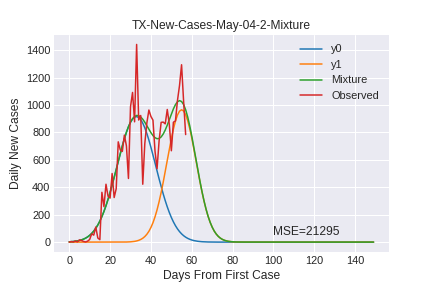 TX-New-Cases-May-04-2-Mixture
y0
y1
Mixture
Observed
1400
1200
1000
800
600
400
200
0
Daily New Cases
MSE=21295
0 20 40 60 80 100 120 140
Days From First Case